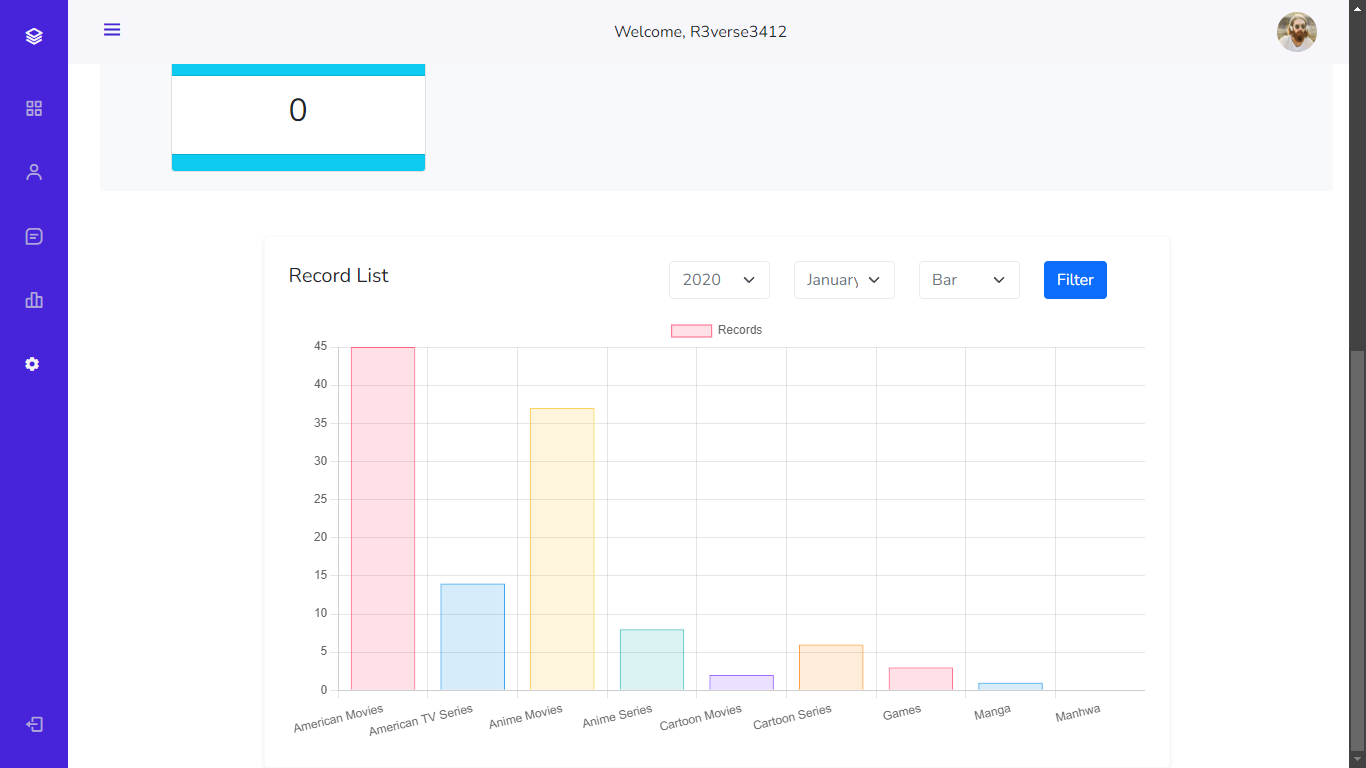 Welcome, R3verse3412
0
Record List
2020
January
Bar
Filter
Records
45
40
35
30
25
20
15
10
5
0
American Movies
American TV Series
Anime Movies
Anime Series
Cartoon Movies
Cartoon Series
Games
Manga
Manhwa